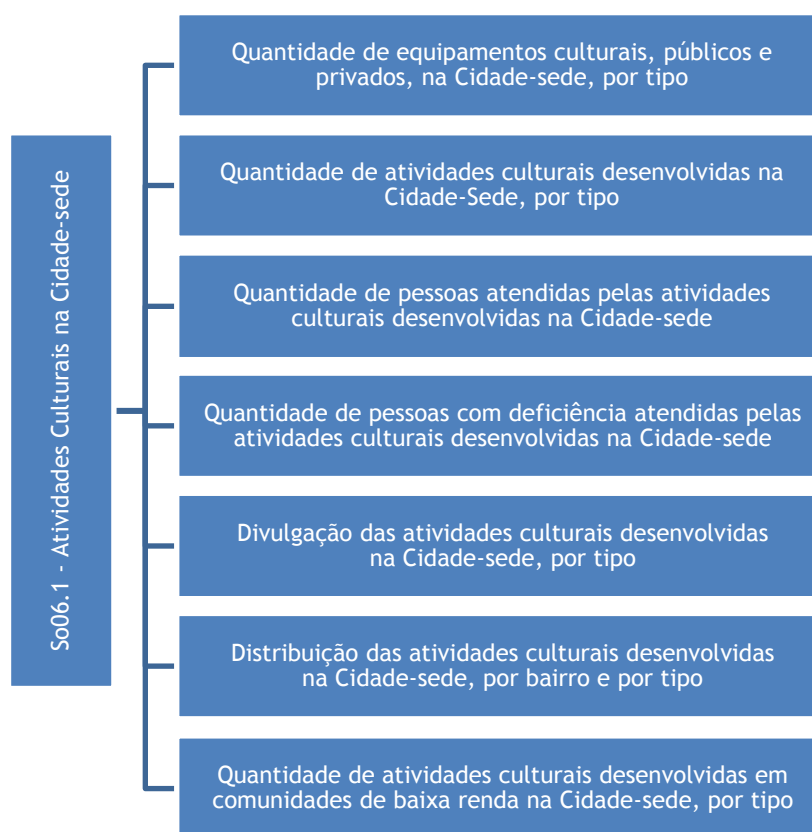 So06.1 - Atividades Culturais na Cidade-sede
Quantidade de equipamentos culturais, públicos e
privados, na Cidade-sede, por tipo
Quantidade de atividades culturais desenvolvidas na
Cidade-Sede, por tipo
Quantidade de pessoas atendidas pelas atividades
culturais desenvolvidas na Cidade-sede
Quantidade de pessoas com deficiência atendidas pelas
atividades culturais desenvolvidas na Cidade-sede
Divulgação das atividades culturais desenvolvidas
na Cidade-sede, por tipo
Distribuição das atividades culturais desenvolvidas
na Cidade-sede, por bairro e por tipo
Quantidade de atividades culturais desenvolvidas em
comunidades de baixa renda na Cidade-sede, por tipo